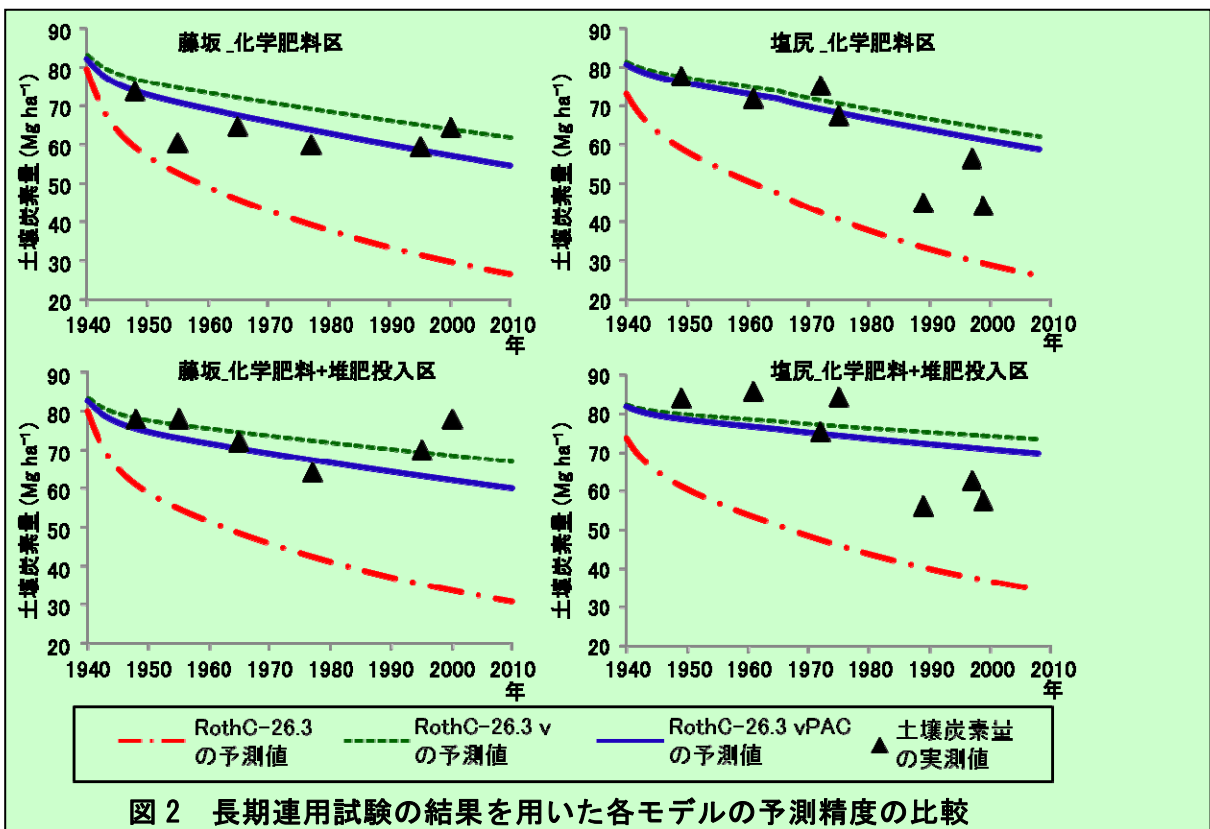 藤坂_化学肥料区
土壌炭素量 (Mg ha⁻¹)
90
80
70
60
50
40
30
20
1940 1950 1960 1970 1980 1990 2000 2010
年
塩尻_化学肥料区
土壌炭素量 (Mg ha⁻¹)
90
80
70
60
50
40
30
20
1940 1950 1960 1970 1980 1990 2000 2010
年
藤坂_化学肥料+堆肥投入区
土壌炭素量 (Mg ha⁻¹)
90
80
70
60
50
40
30
20
1940 1950 1960 1970 1980 1990 2000 2010
年
塩尻_化学肥料+堆肥投入区
土壌炭素量 (Mg ha⁻¹)
90
80
70
60
50
40
30
20
1940 1950 1960 1970 1980 1990 2000 2010
年
RothC-26.3
の予測値
RothC-26.3 v
の予測値
RothC-26.3 vPAC
の予測値
土壌炭素量
の実測値
図2 長期連用試験の結果を用いた各モデルの予測精度の比較